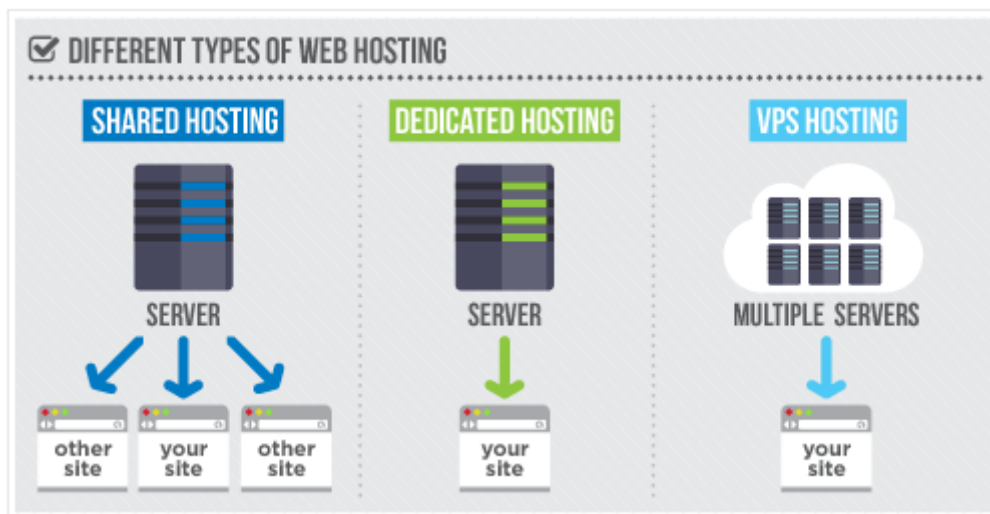 DIFFERENT TYPES OF WEB HOSTING
SHARED HOSTING
SERVER
other
site
your
site
other
site
DEDICATED HOSTING
SERVER
your
site
VPS HOSTING
MULTIPLE SERVERS
your
site